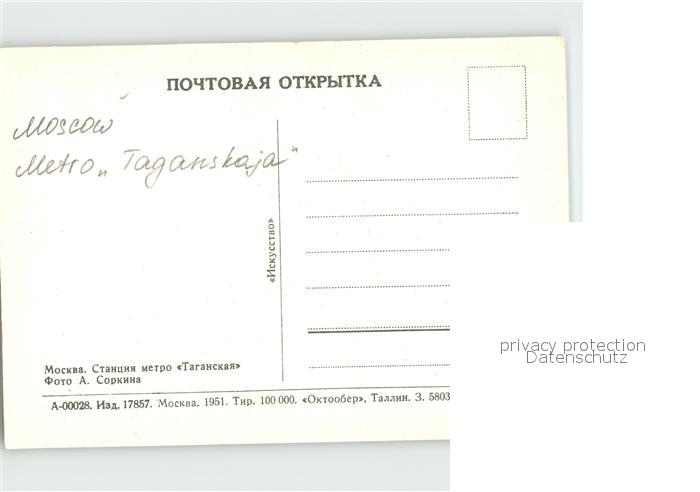 ПОЧТОВАЯ ОТКРЫТКА
Moscow
Metro „Taganskaja“
«Искусство»
Москва. Станция метро «Таганская»
Фото А. Соркина
А-00028. Изд. 17857. Москва. 1951. Тир. 100 000. «Октообер», Таллин. З. 5803
privacy protection
Datenschutz